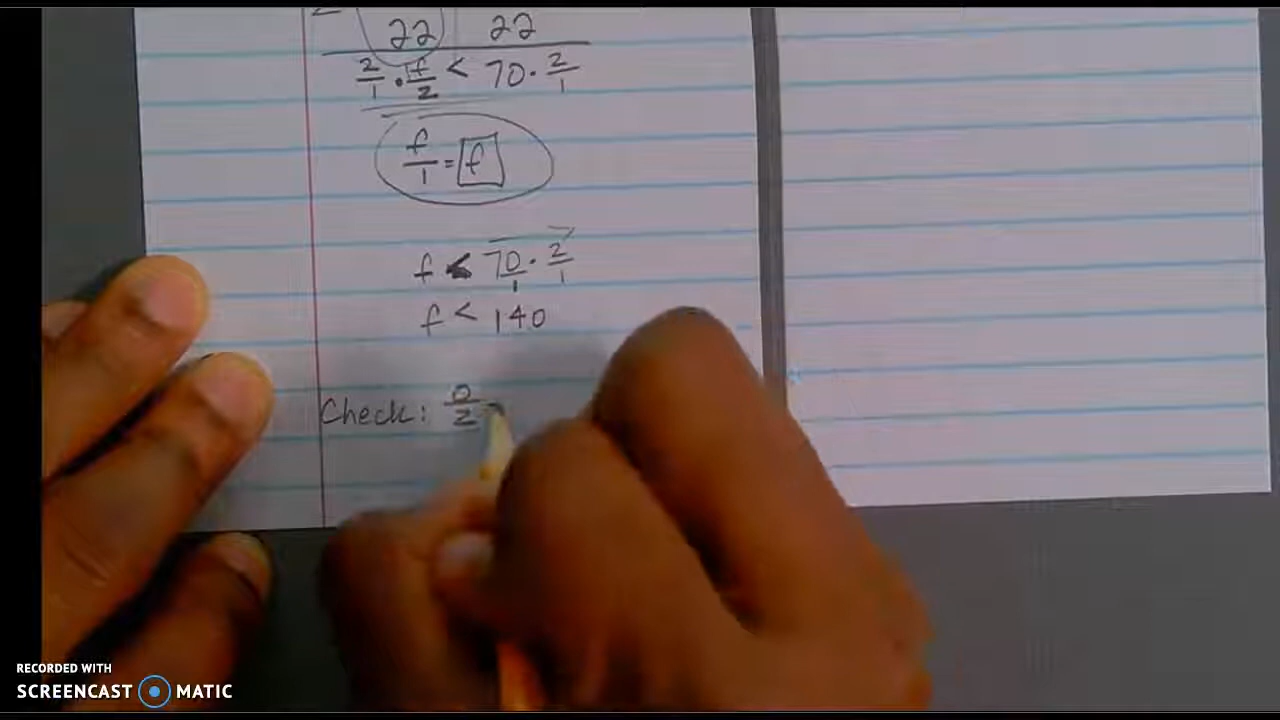 22 22
2/1 · f/2 < 70 · 2/1
f/1 = f
f < 70/1 · 2/1
f < 140
Check: 0/2
RECORDED WITH
SCREENCAST MATIC